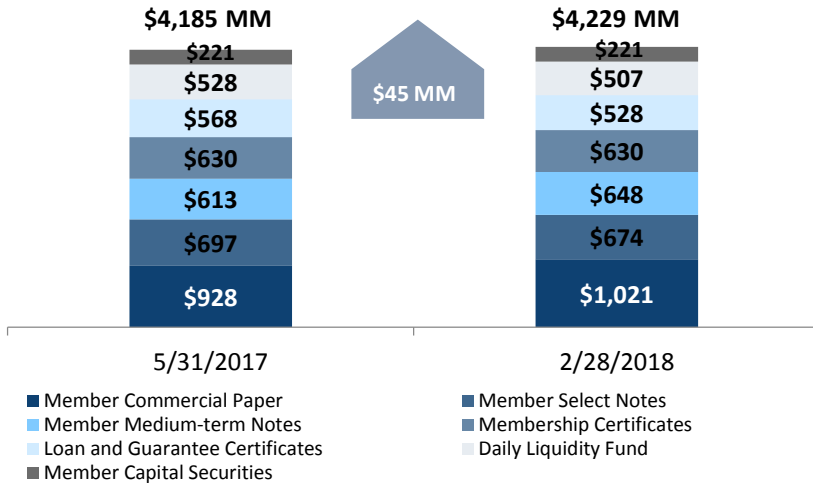 $4,185 MM
$4,229 MM
$221
$528
$568
$630
$613
$697
$928
$45 MM
$221
$507
$528
$630
$648
$674
$1,021
5/31/2017
2/28/2018
Member Commercial Paper
Member Select Notes
Member Medium-term Notes
Membership Certificates
Loan and Guarantee Certificates
Daily Liquidity Fund
Member Capital Securities